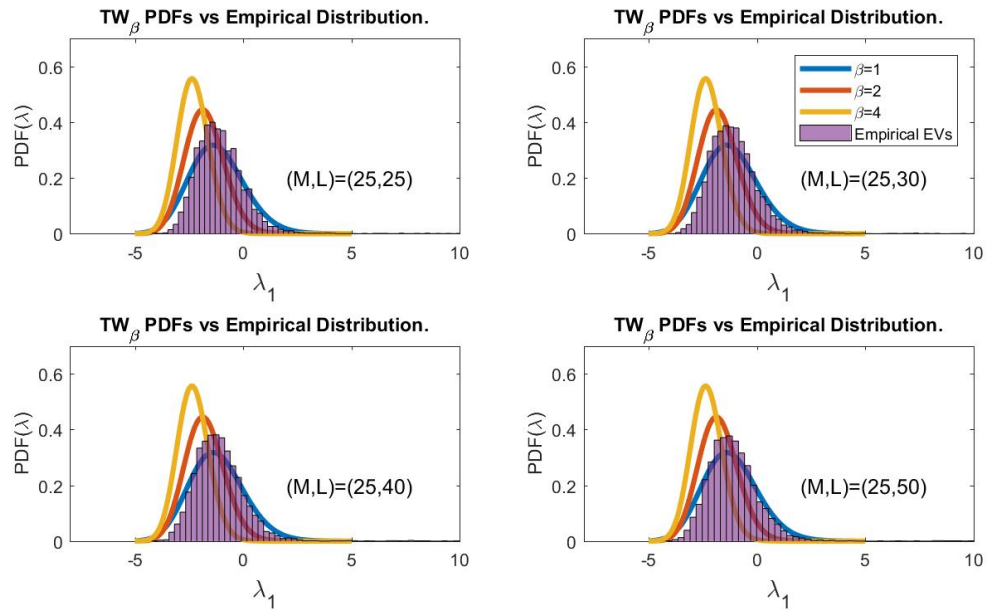 TWβ PDFs vs Empirical Distribution.
0.6
0.4
0.2
0
PDF(λ)
(M,L)=(25,25)
-5 0 5 10
λ1
TWβ PDFs vs Empirical Distribution.
0.6
0.4
0.2
0
PDF(λ)
β=1
β=2
β=4
Empirical EVs
(M,L)=(25,30)
-5 0 5 10
λ1
TWβ PDFs vs Empirical Distribution.
0.6
0.4
0.2
0
PDF(λ)
(M,L)=(25,40)
-5 0 5 10
λ1
TWβ PDFs vs Empirical Distribution.
0.6
0.4
0.2
0
PDF(λ)
(M,L)=(25,50)
-5 0 5 10
λ1